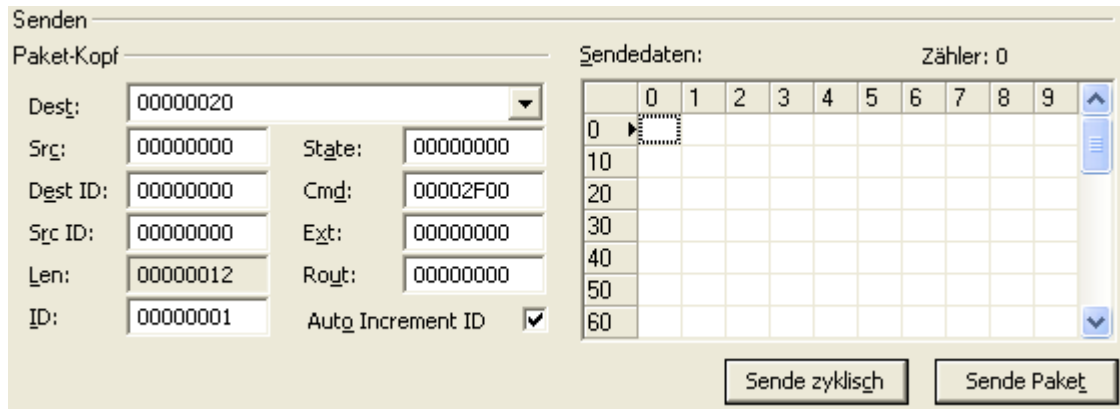 Senden
Paket-Kopf
Dest: 00000020
Src: 00000000 State: 00000000
Dest ID: 00000000 Cmd: 00002F00
Src ID: 00000000 Ext: 00000000
Len: 00000012 Rout: 00000000
ID: 00000001 Auto Increment ID
Sendedaten: Zähler: 0
0 1 2 3 4 5 6 7 8 9
0
10
20
30
40
50
60
Sende zyklisch Sende Paket